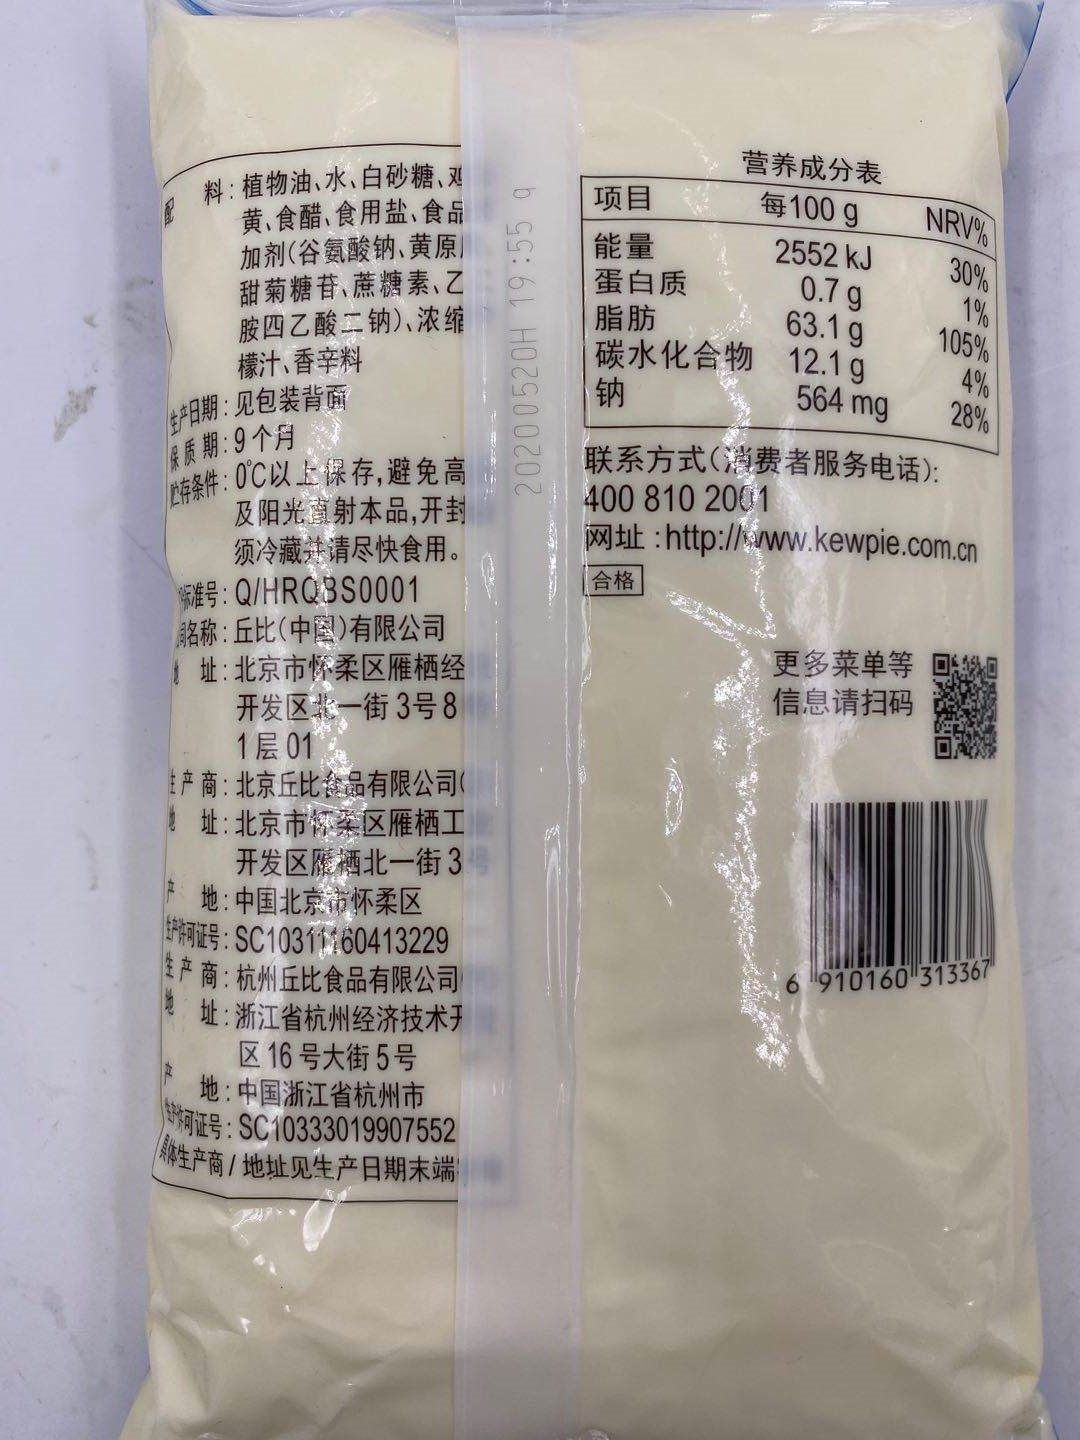 料:植物油、水、白砂糖、
黄、食醋、食用盐、食品
加剂(谷氨酸钠、黄原
甜菊糖苷、蔗糖素、乙
胺四乙酸二钠)、浓缩
檬汁、香辛料
生产日期:见包装背面
保质期:9个月
贮存条件:0℃以上保存,避免高
及阳光直射本品,开封
须冷藏并请尽快食用。
标准号:Q/HRQBS0001
名称:丘比(中国)有限公司
地址:北京市怀柔区雁栖经
开发区北一街3号8
1层01
生产商:北京丘比食品有限公司(
地址:北京市怀柔区雁栖工
开发区雁栖北一街3号
产地:中国北京市怀柔区
生产许可证号:SC10311160413229
生产商:杭州丘比食品有限公司
地址:浙江省杭州经济技术开
区16号大街5号
产地:中国浙江省杭州市
生产许可证号:SC10333019907552
具体生产商/地址见生产日期末端
20200520H 19:55 9
营养成分表
项目 每100 g NRV%
能量 2552 kJ 30%
蛋白质 0.7 g 1%
脂肪 63.1 g 105%
碳水化合物 12.1 g 4%
钠 564 mg 28%
联系方式(消费者服务电话):
400 810 2001
网址:http://www.kewpie.com.cn
合格
更多菜单等
信息请扫码
6 910160 313367